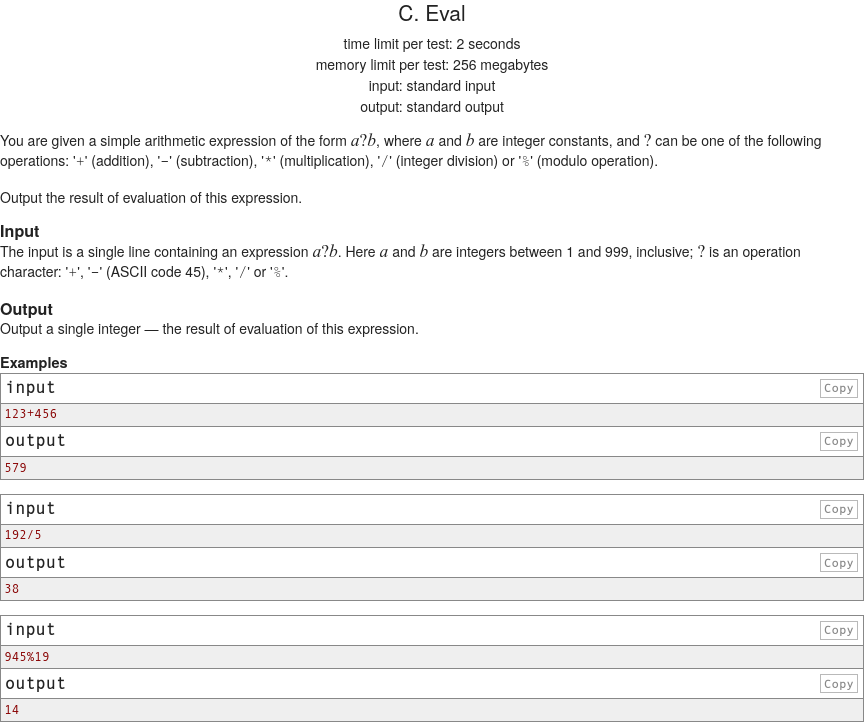 C. Eval
time limit per test: 2 seconds
memory limit per test: 256 megabytes
input: standard input
output: standard output
You are given a simple arithmetic expression of the form a?b, where a and b are integer constants, and ? can be one of the following
operations: '+' (addition), '-' (subtraction), '*' (multiplication), '/' (integer division) or '%' (modulo operation).
Output the result of evaluation of this expression.
Input
The input is a single line containing an expression a?b. Here a and b are integers between 1 and 999, inclusive; ? is an operation
character: '+', '-' (ASCII code 45), '*', '/' or '%'.
Output
Output a single integer — the result of evaluation of this expression.
Examples
input Copy
123+456
output Copy
579
input Copy
192/5
output Copy
38
input Copy
945%19
output Copy
14